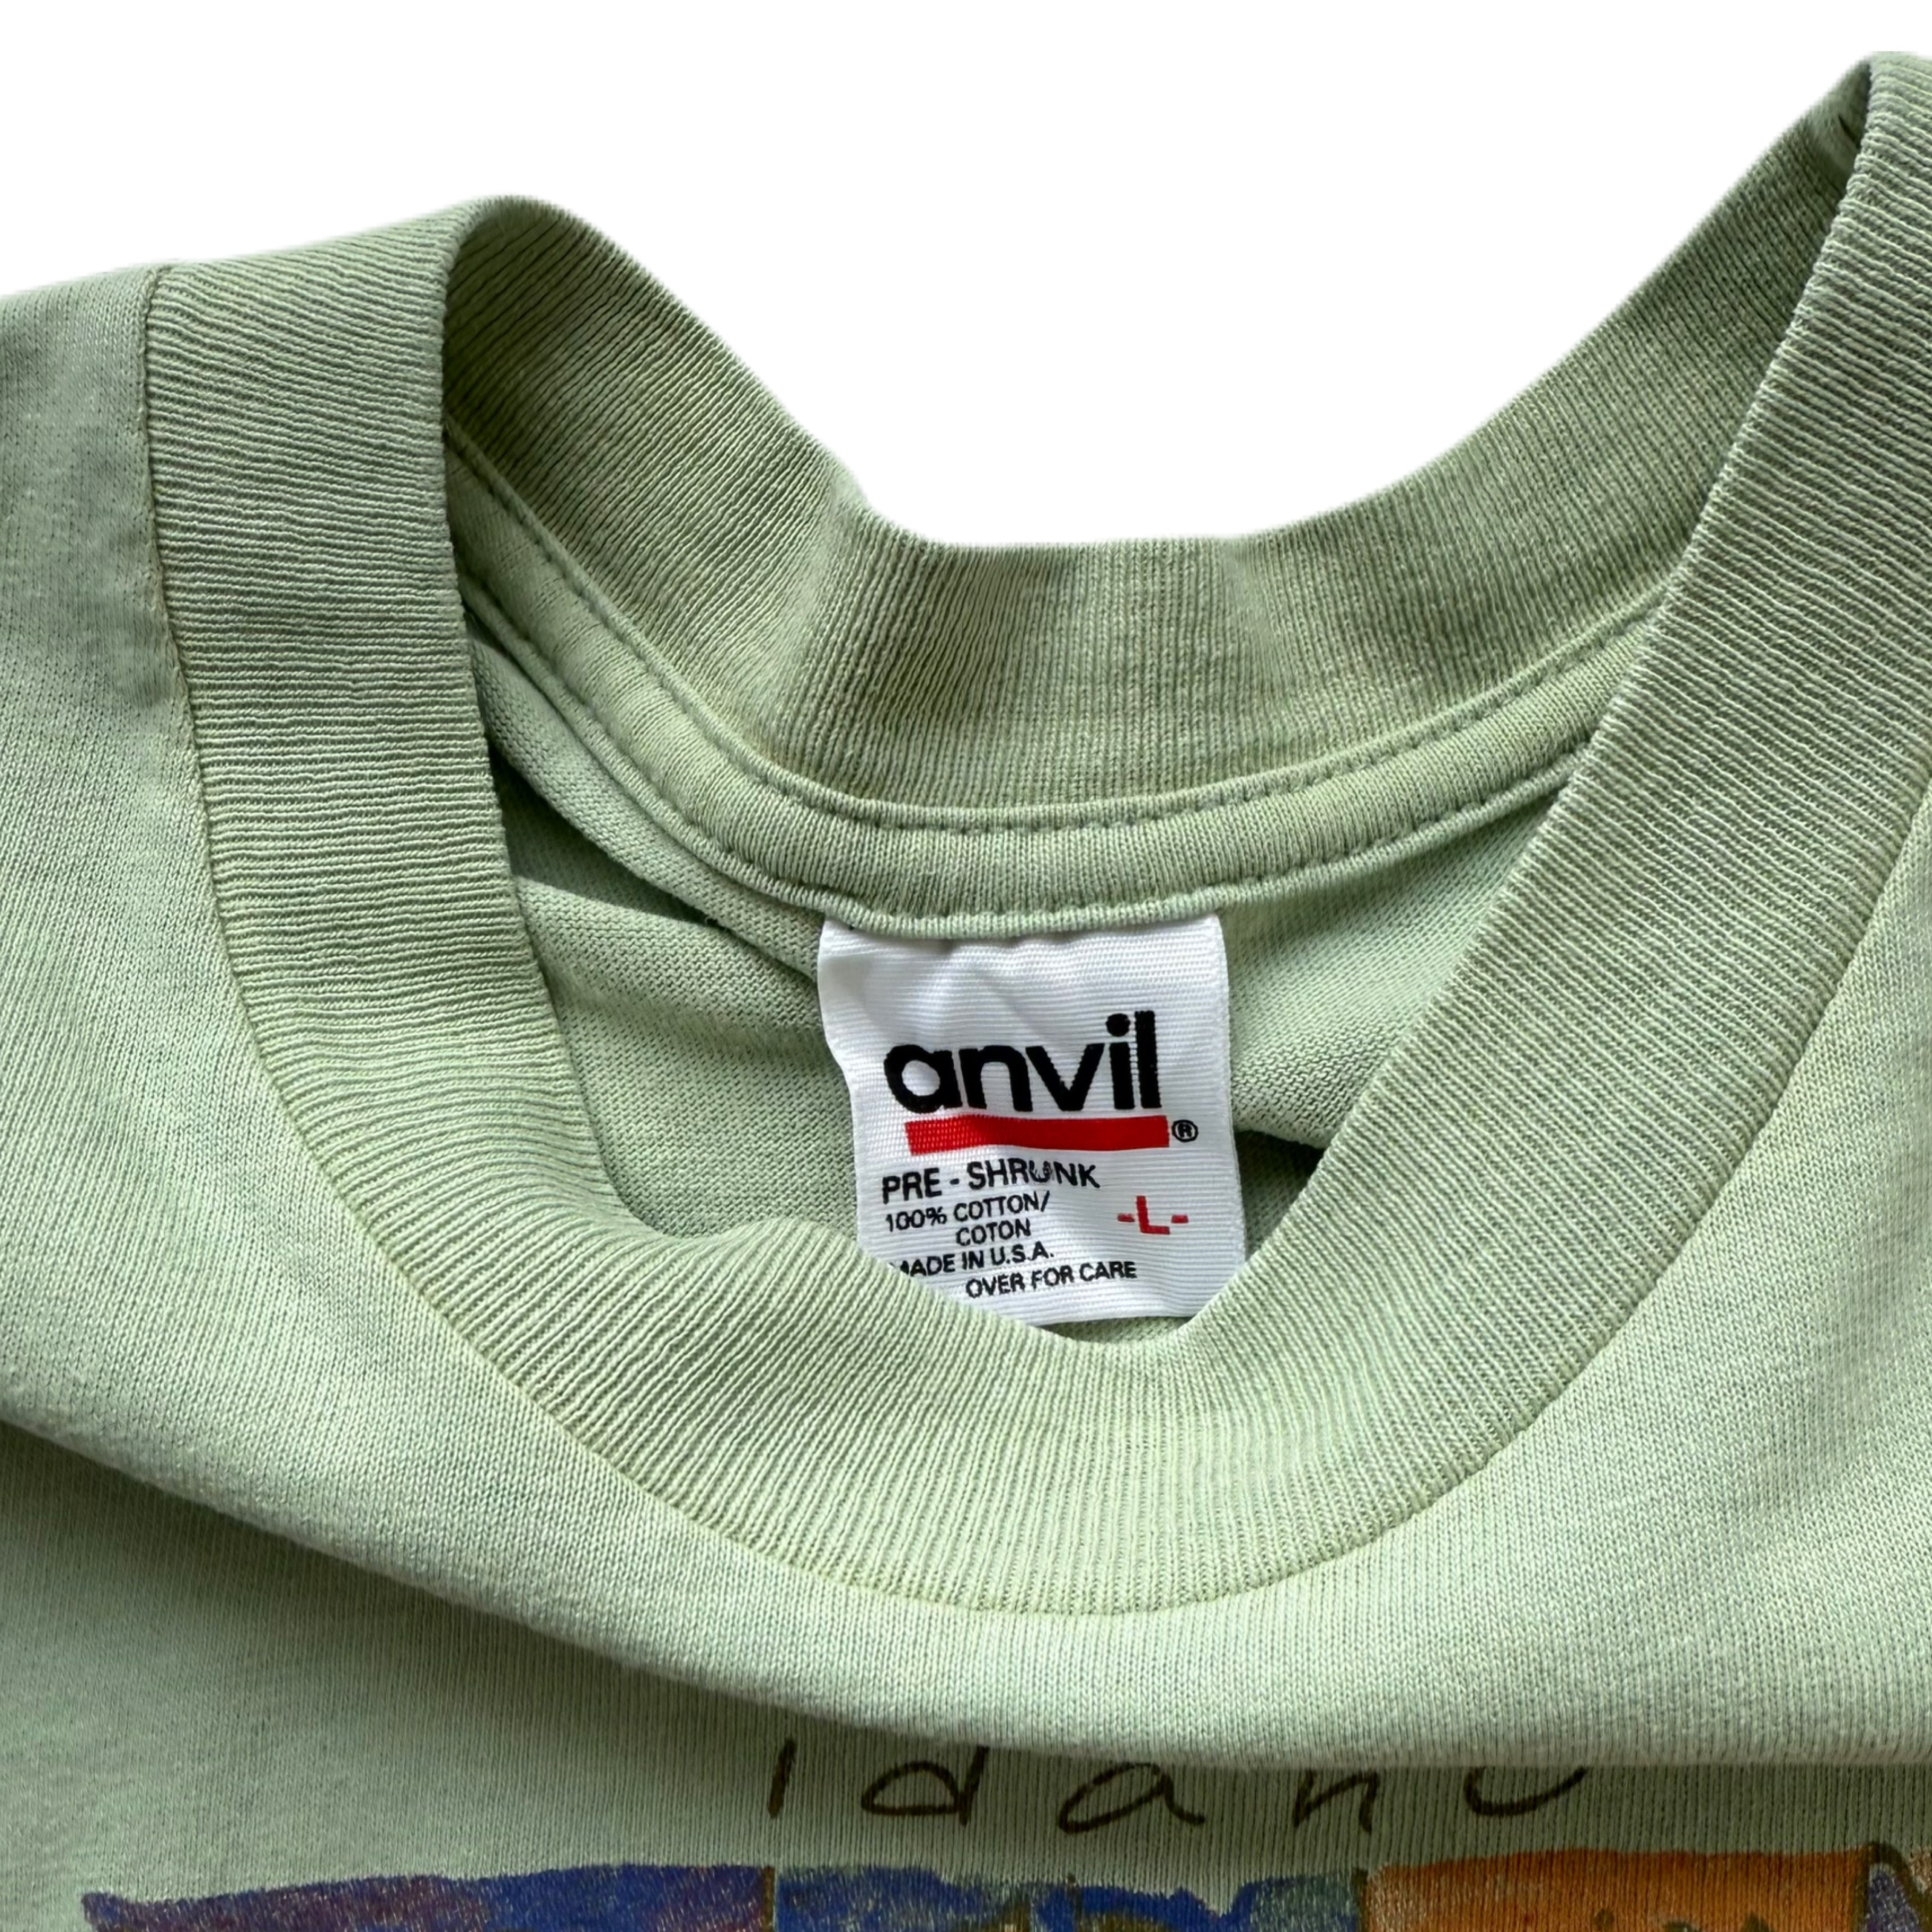 anvil®
PRE - SHRUNK
100% COTTON/
COTON
-L-
MADE IN U.S.A.
OVER FOR CARE